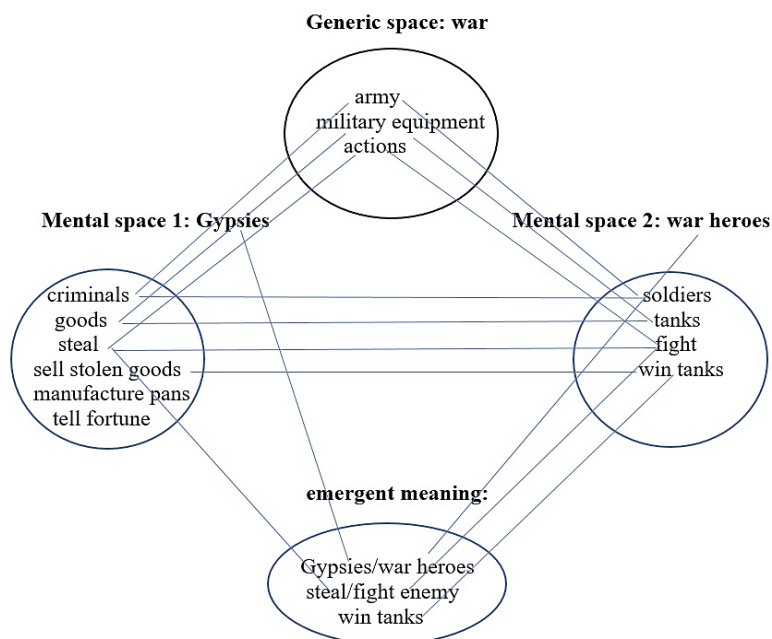 Generic space: war
army
military equipment
actions
Mental space 1: Gypsies
Mental space 2: war heroes
criminals
goods
steal
sell stolen goods
manufacture pans
tell fortune
soldiers
tanks
fight
win tanks
emergent meaning:
Gypsies/war heroes
steal/fight enemy
win tanks